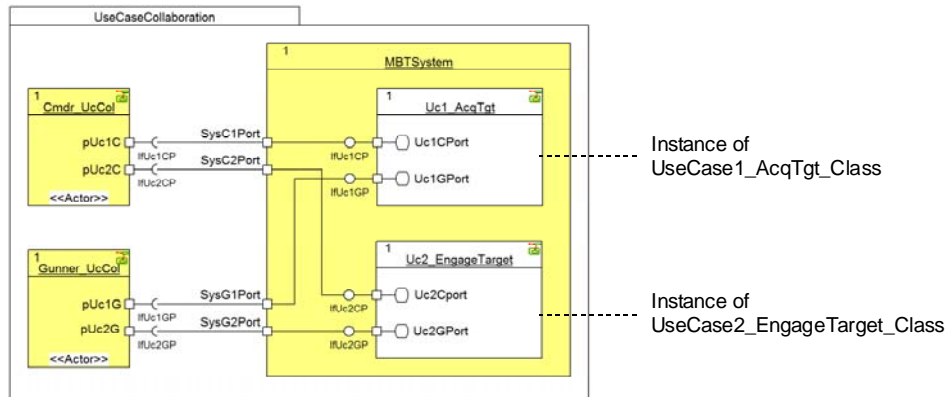 UseCaseCollaboration
1
MBTSystem
1
Cmdr_UcCol
pUc1C
IfUc1CP
pUc2C
IfUc2CP
<<Actor>>
SysC1Port
SysC2Port
1
Uc1_AcqTgt
IfUc1CP
Uc1CPort
IfUc1GP
Uc1GPort
Instance of
UseCase1_AcqTgt_Class
1
Gunner_UcCol
pUc1G
IfUc1GP
pUc2G
IfUc2GP
<<Actor>>
SysG1Port
SysG2Port
1
Uc2_EngageTarget
IfUc2CP
Uc2Cport
IfUc2GP
Uc2GPort
Instance of
UseCase2_EngageTarget_Class